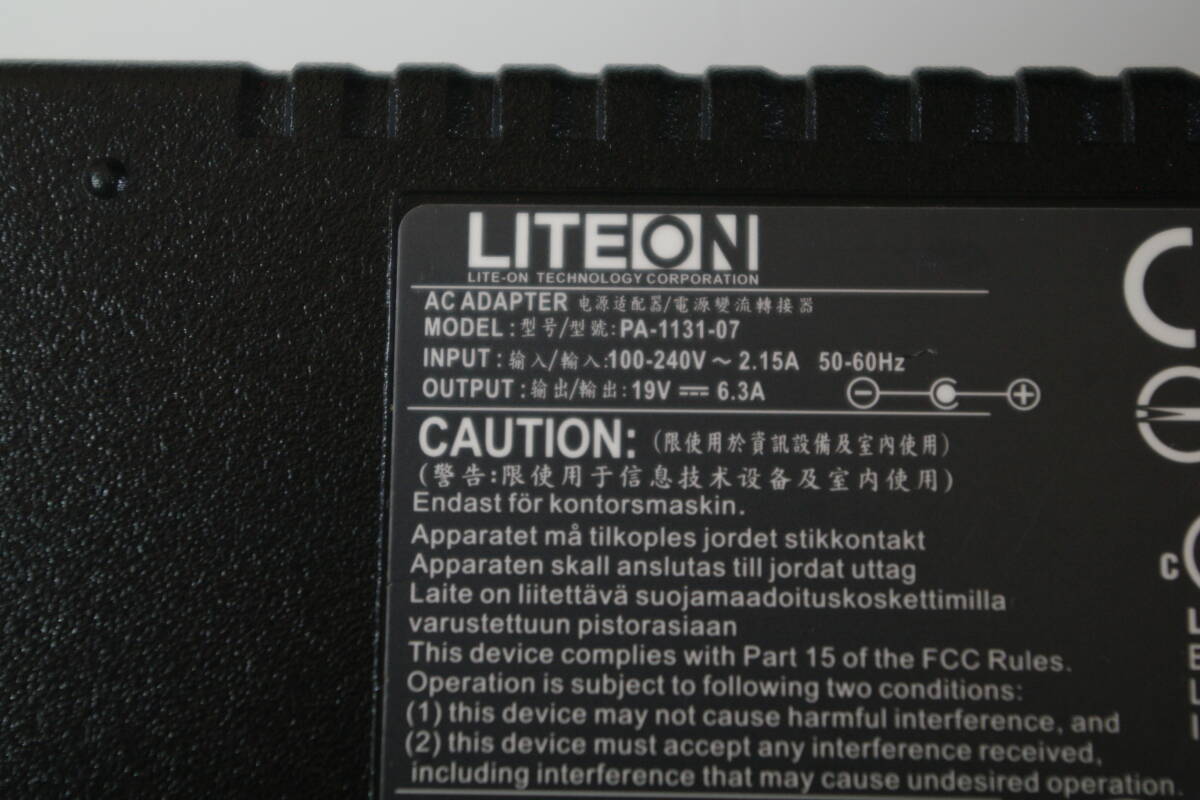 LITEON
LITE-ON TECHNOLOGY CORPORATION
AC ADAPTER 电源适配器/電源變流轉接器
MODEL:型号/型號:PA-1131-07
INPUT:输入/輸入:100-240V ~ 2.15A 50-60Hz
OUTPUT:输出/輸出:19V ⎓ 6.3A
CAUTION: (限使用於資訊設備及室內使用)
(警告:限使用于信息技术设备及室内使用)
Endast för kontorsmaskin.
Apparatet må tilkoples jordet stikkontakt
Apparaten skall anslutas till jordat uttag
Laite on liitettävä suojamaadoituskoskettimilla
varustettuun pistorasiaan
This device complies with Part 15 of the FCC Rules.
Operation is subject to following two conditions:
(1) this device may not cause harmful interference, and
(2) this device must accept any interference received,
including interference that may cause undesired operation.